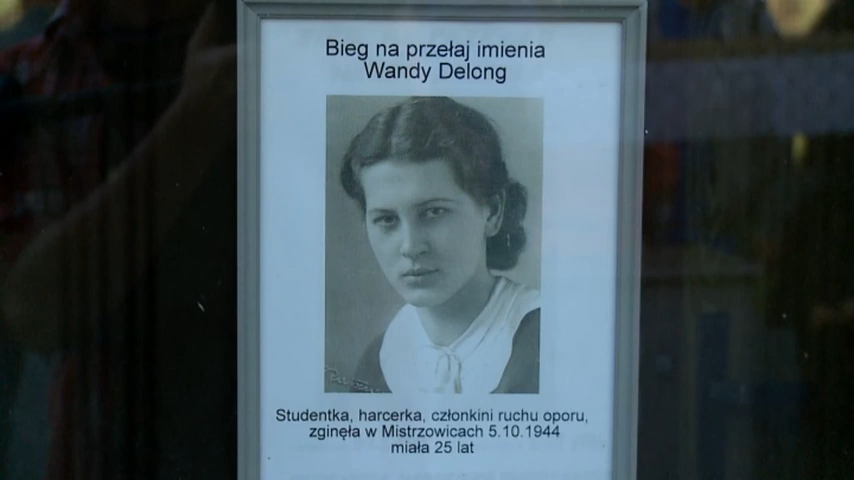 Bieg na przełaj imienia
Wandy Delong
Studentka, harcerka, członkini ruchu oporu,
zginęła w Mistrzowicach 5.10.1944
miała 25 lat